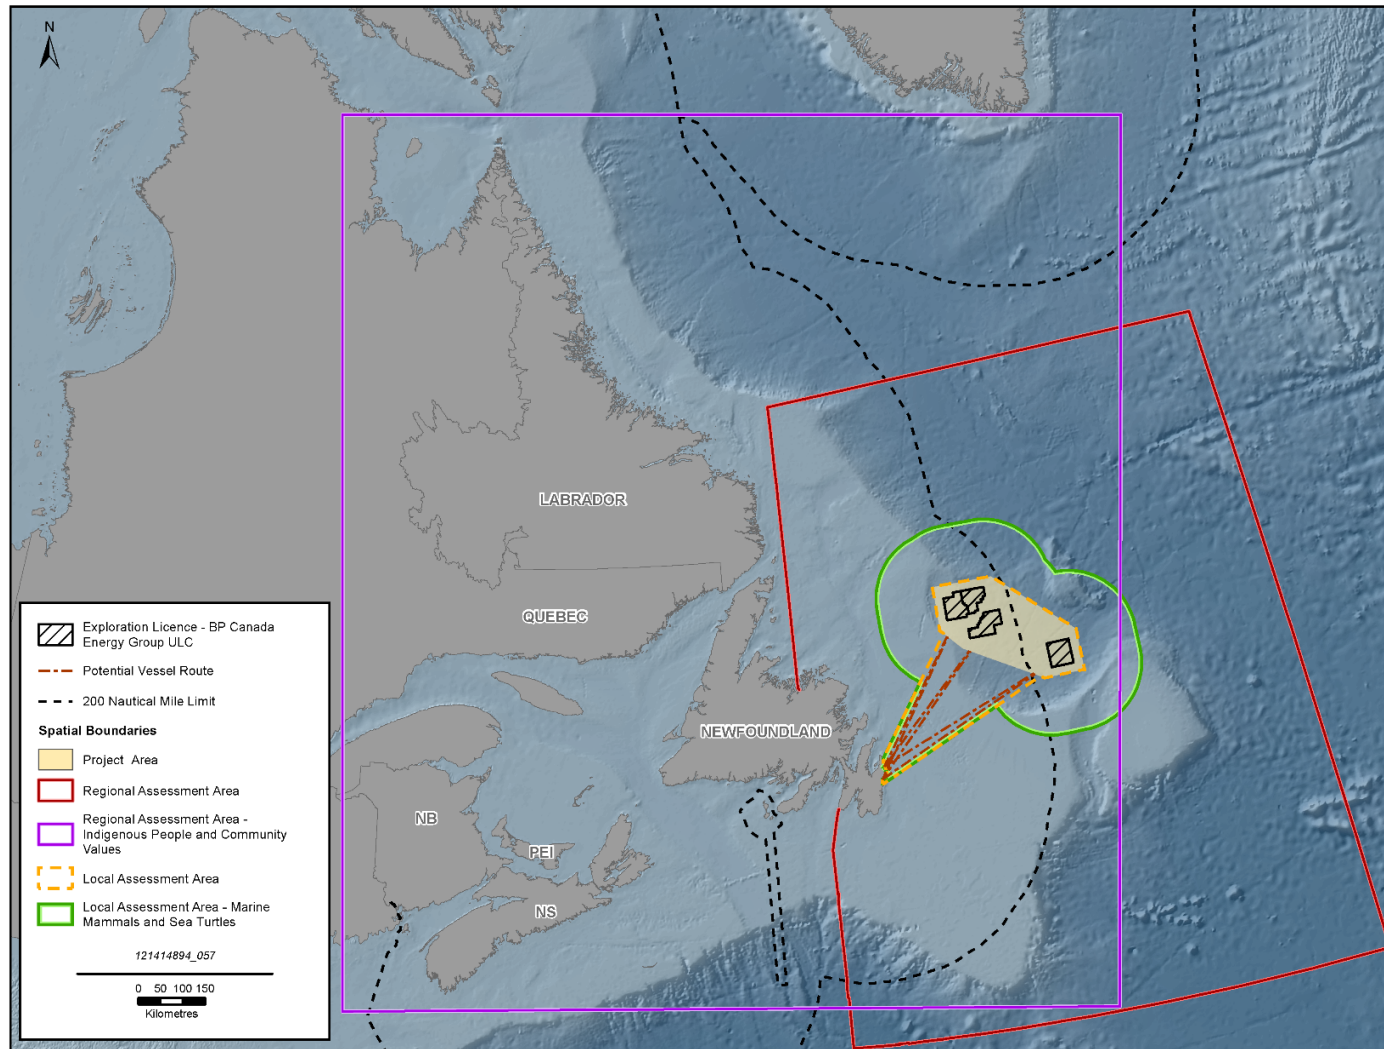 N
LABRADOR
QUEBEC
NEWFOUNDLAND
NB
PEI
NS
Exploration Licence - BP Canada
Energy Group ULC
Potential Vessel Route
200 Nautical Mile Limit
Spatial Boundaries
Project Area
Regional Assessment Area
Regional Assessment Area -
Indigenous People and Community
Values
Local Assessment Area
Local Assessment Area - Marine
Mammals and Sea Turtles
121414894_057
0 50 100 150
Kilometres